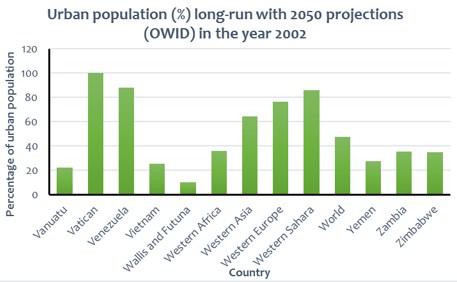 Urban population (%) long-run with 2050 projections
(OWID) in the year 2002
Percentage of urban population
120
100
80
60
40
20
0
Vanuatu
Vatican
Venezuela
Vietnam
Wallis and Futuna
Western Africa
Western Asia
Western Europe
Western Sahara
World
Yemen
Zambia
Zimbabwe
Country